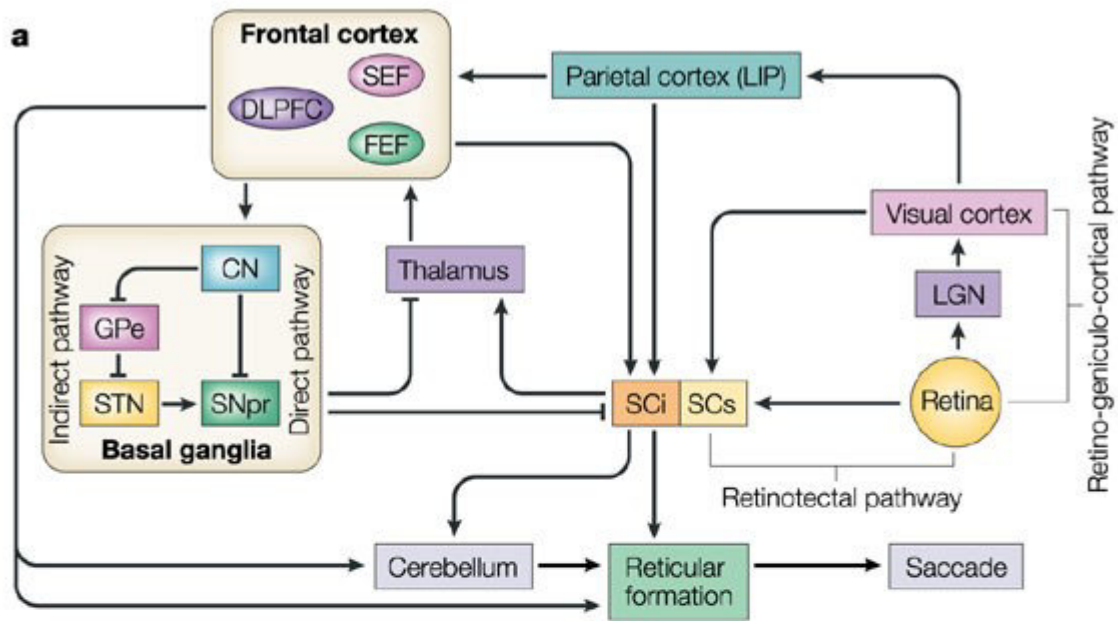 a
Frontal cortex
SEF
DLPFC
FEF
Parietal cortex (LIP)
Visual cortex
LGN
Retina
Retino-geniculo-cortical pathway
Thalamus
Indirect pathway
CN
GPe
STN
SNpr
Direct pathway
Basal ganglia
SCi
SCs
Retinotectal pathway
Cerebellum
Reticular
formation
Saccade